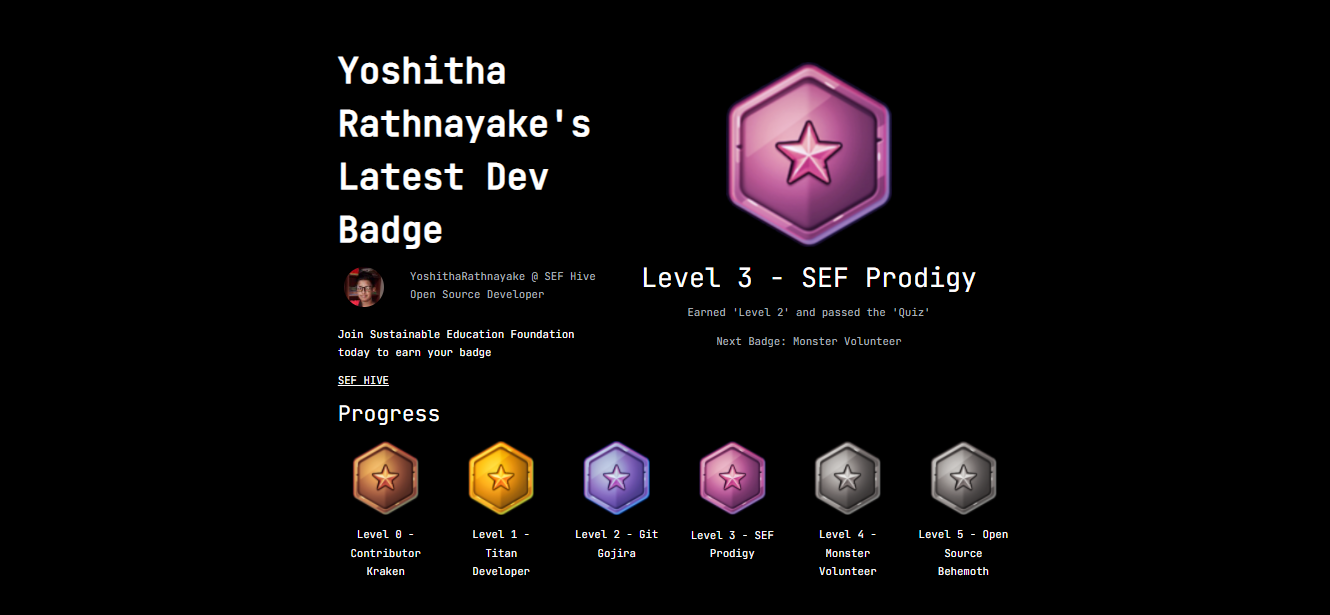 Yoshitha
Rathnayake's
Latest Dev
Badge
YoshithaRathnayake @ SEF Hive
Open Source Developer
Join Sustainable Education Foundation
today to earn your badge
SEF HIVE
Level 3 - SEF Prodigy
Earned 'Level 2' and passed the 'Quiz'
Next Badge: Monster Volunteer
Progress
Level 0 -
Contributor
Kraken
Level 1 -
Titan
Developer
Level 2 - Git
Gojira
Level 3 - SEF
Prodigy
Level 4 -
Monster
Volunteer
Level 5 - Open
Source
Behemoth